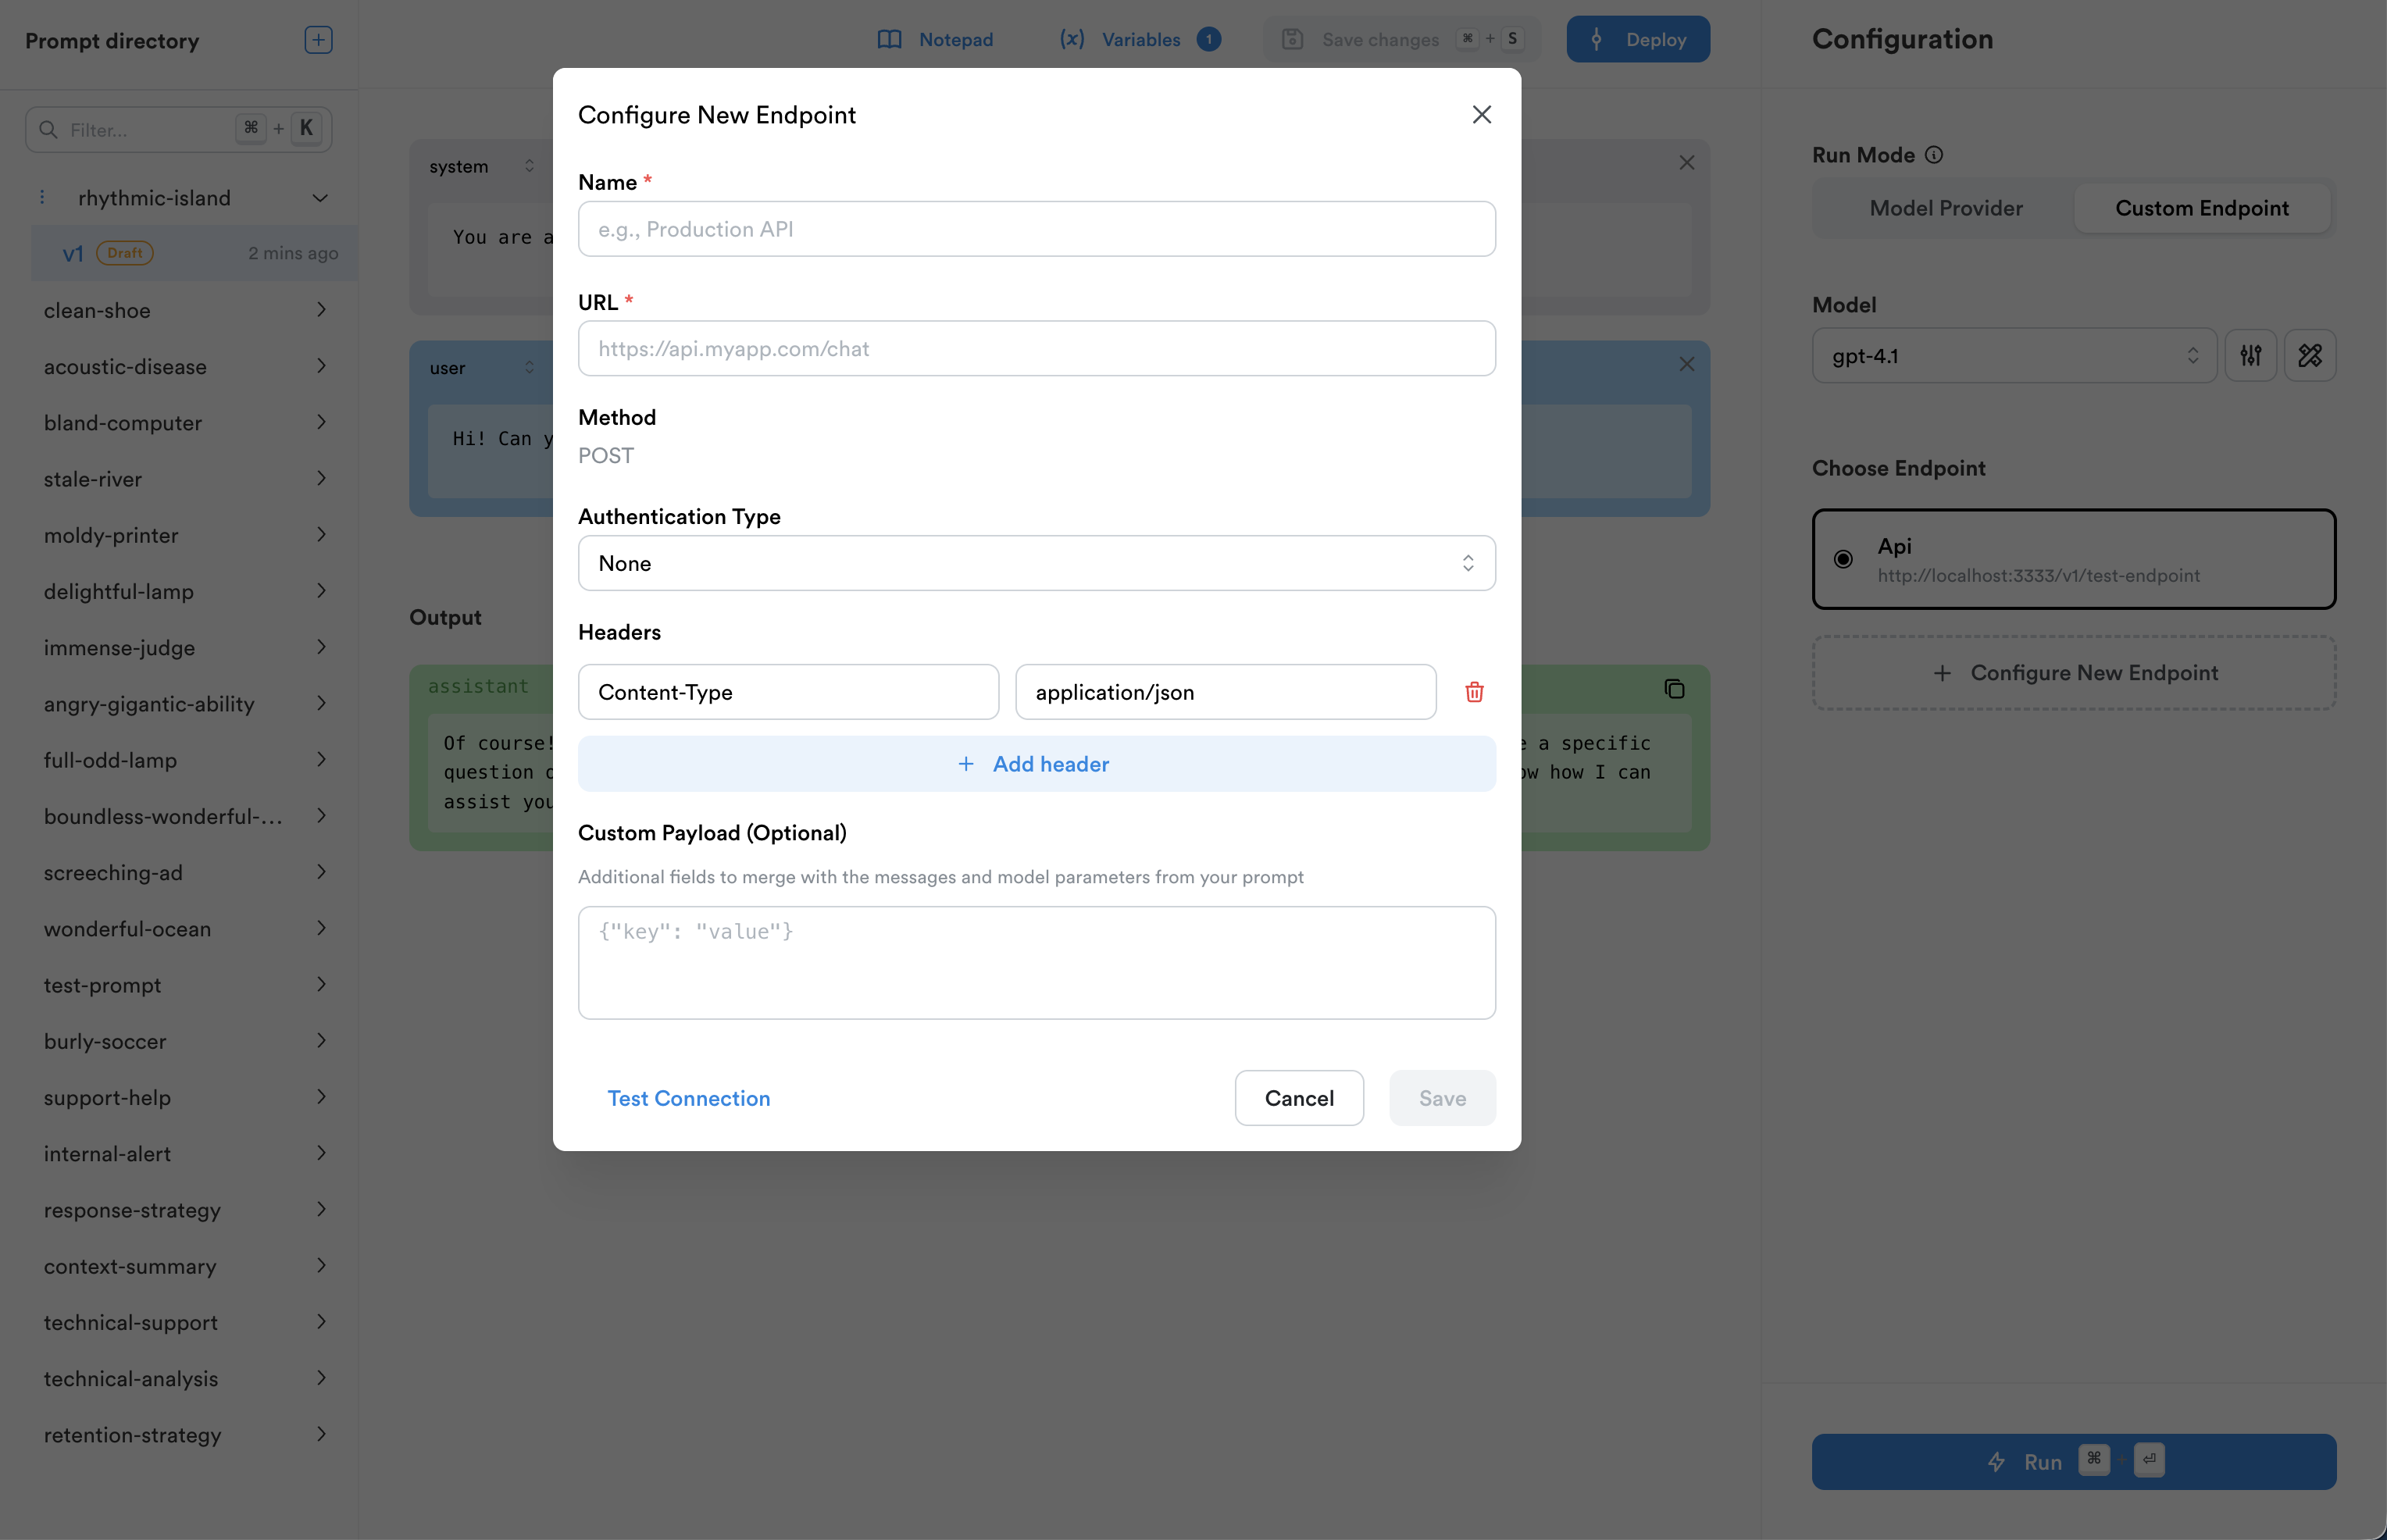 Prompt directory
Filter...
⌘ + K
rhythmic-island
v1 Draft 2 mins ago
clean-shoe
acoustic-disease
bland-computer
stale-river
moldy-printer
delightful-lamp
immense-judge
angry-gigantic-ability
full-odd-lamp
boundless-wonderful-...
screeching-ad
wonderful-ocean
test-prompt
burly-soccer
support-help
internal-alert
response-strategy
context-summary
technical-support
technical-analysis
retention-strategy
Notepad
(x) Variables 1
Save changes ⌘ + S
Deploy
system
You are a
user
Hi! Can y
Output
assistant
Of course! e a specific
question o ow how I can
assist you
Configure New Endpoint
Name *
e.g., Production API
URL *
https://api.myapp.com/chat
Method
POST
Authentication Type
None
Headers
Content-Type application/json
+ Add header
Custom Payload (Optional)
Additional fields to merge with the messages and model parameters from your prompt
{"key": "value"}
Test Connection
Cancel
Save
Configuration
Run Mode
Model Provider
Custom Endpoint
Model
gpt-4.1
Choose Endpoint
Api
http://localhost:3333/v1/test-endpoint
+ Configure New Endpoint
Run ⌘ + ⏎